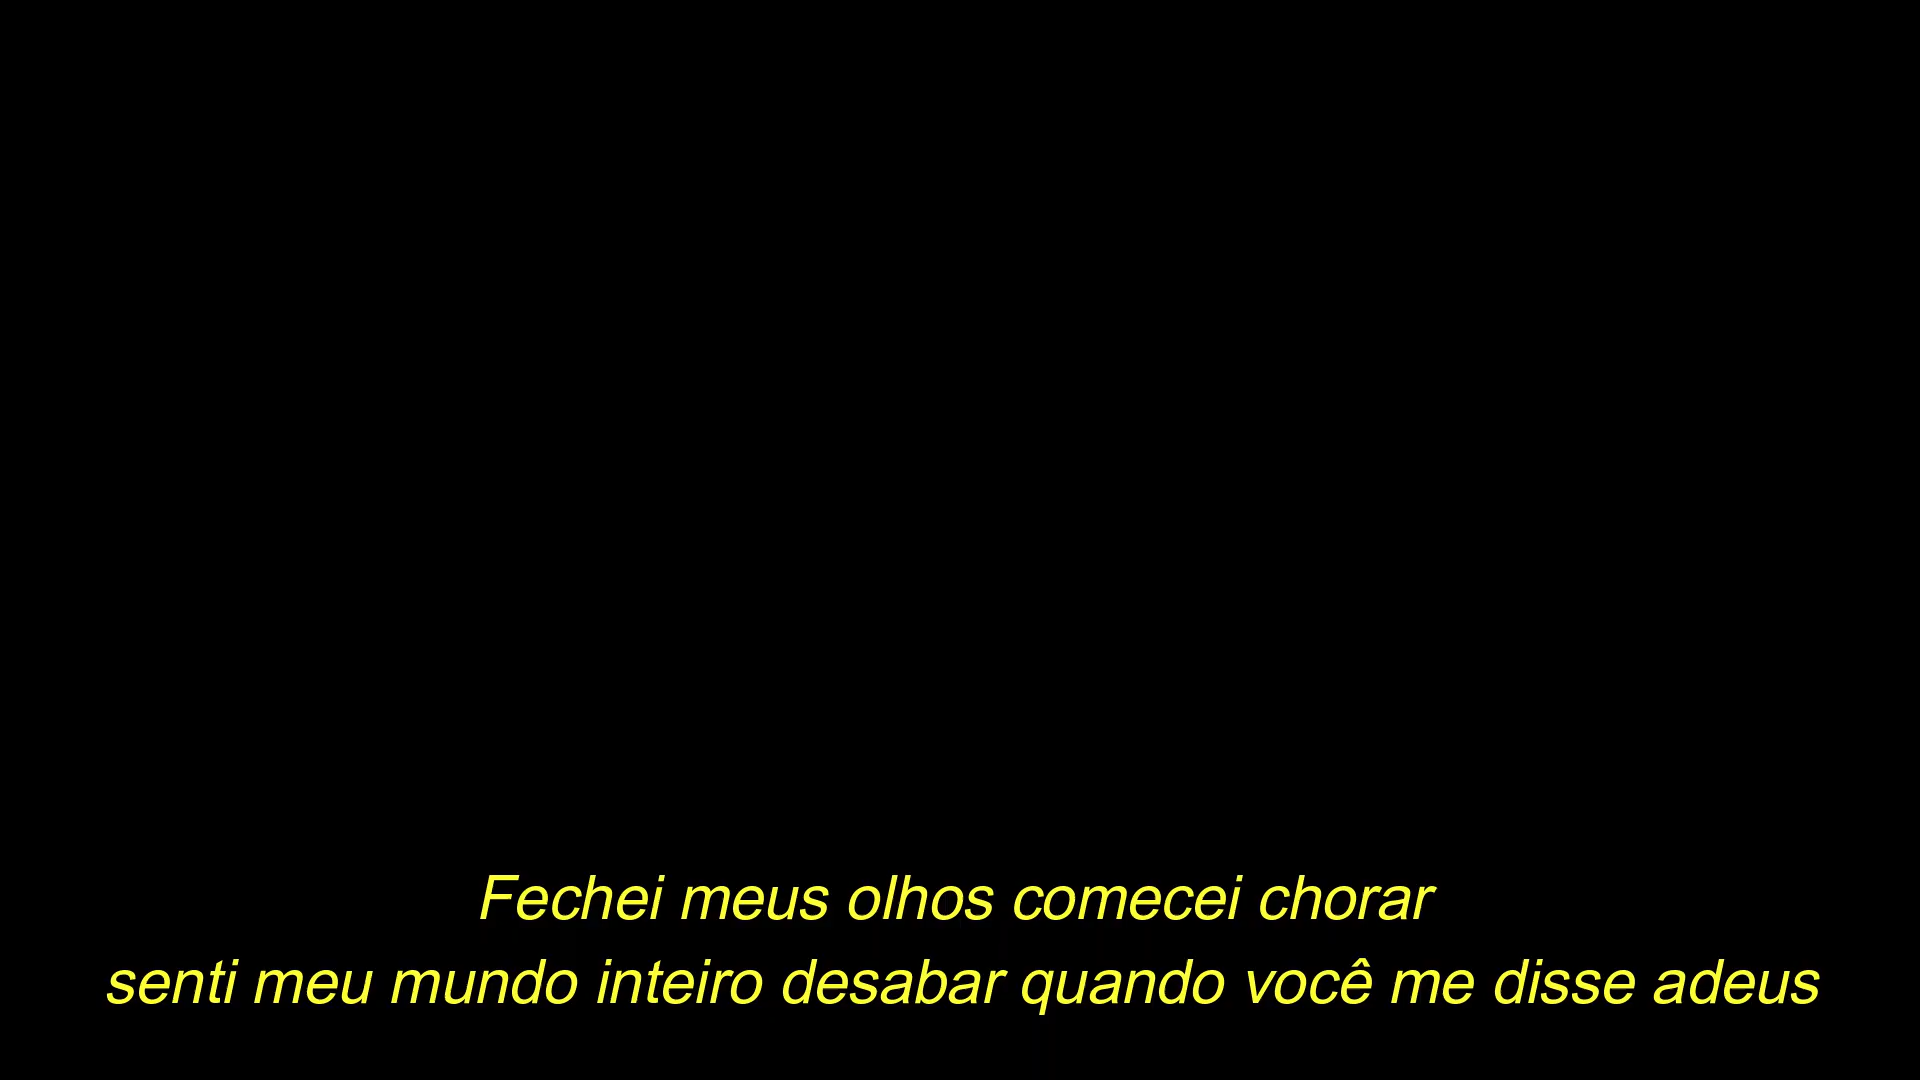 Fechei meus olhos comecei chorar
senti meu mundo inteiro desabar quando você me disse adeus